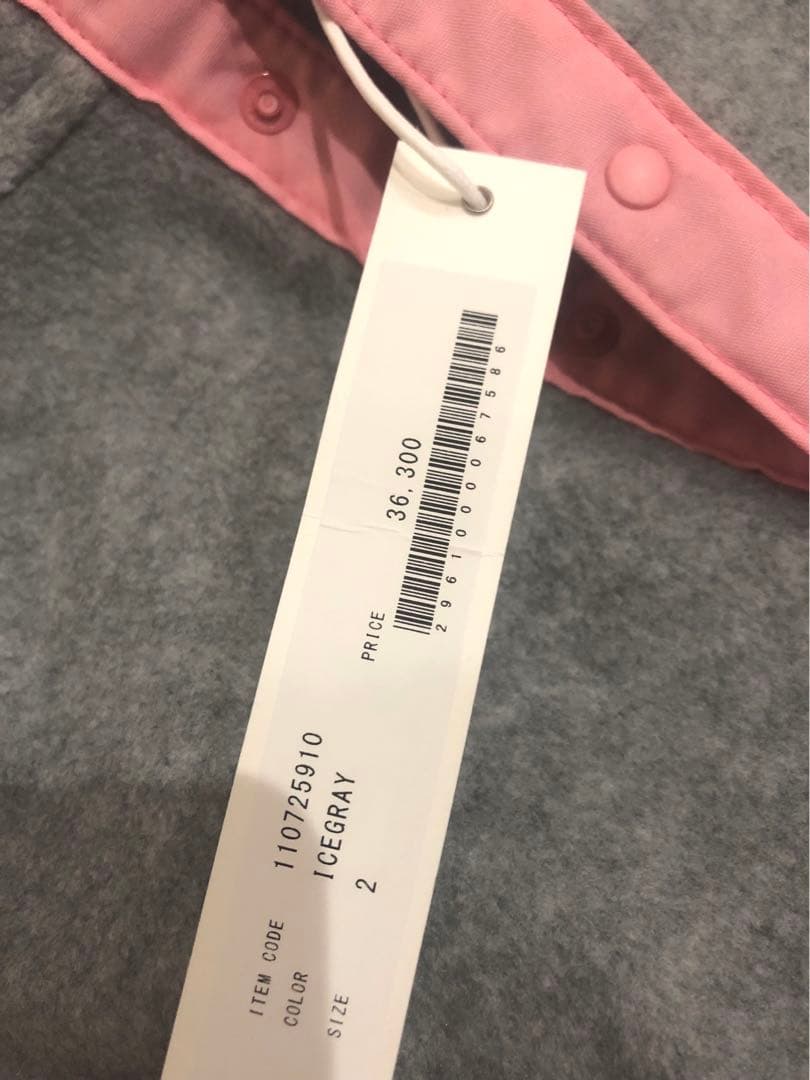 ITEM CODE 110725910
COLOR ICEGRAY
SIZE 2
PRICE 36,300
2961000067586